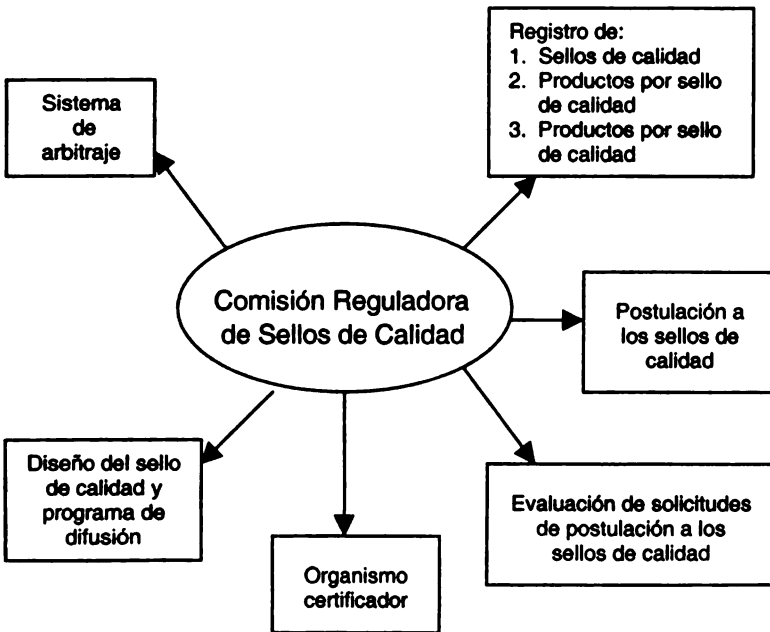 Registro de:
1. Sellos de calidad
2. Productos por sello
de calidad
3. Productos por sello
de calidad
Sistema
de
arbitraje
Comisión Reguladora
de Sellos de Calidad
Postulación a
los sellos de
calidad
Diseño del sello
de calidad y
programa de
difusión
Evaluación de solicitudes
de postulación a los
sellos de calidad
Organismo
certificador